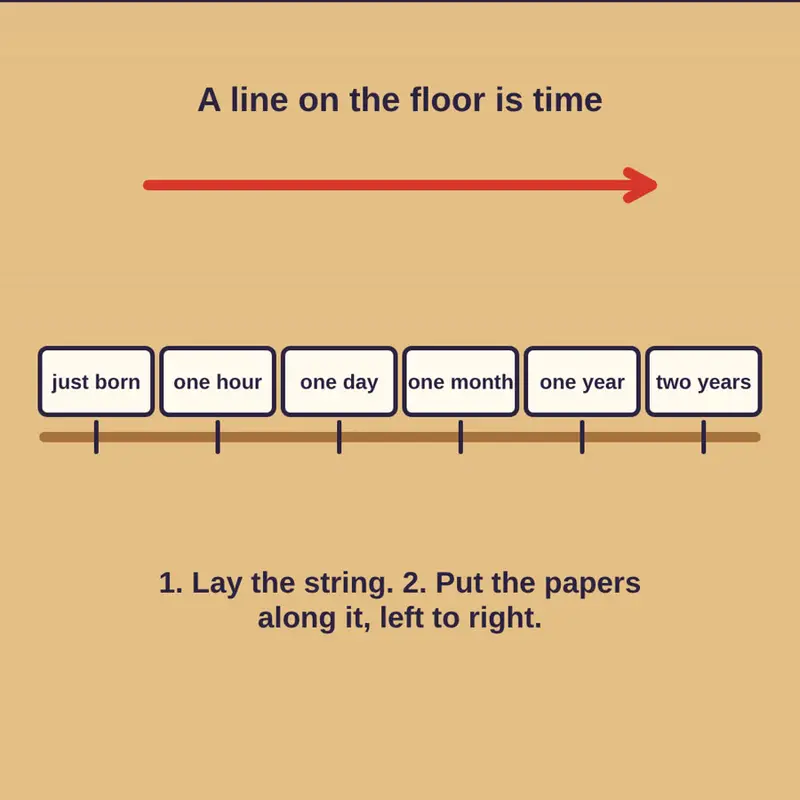 A line on the floor is time
just born
one hour
one day
one month
one year
two years
1. Lay the string. 2. Put the papers
along it, left to right.